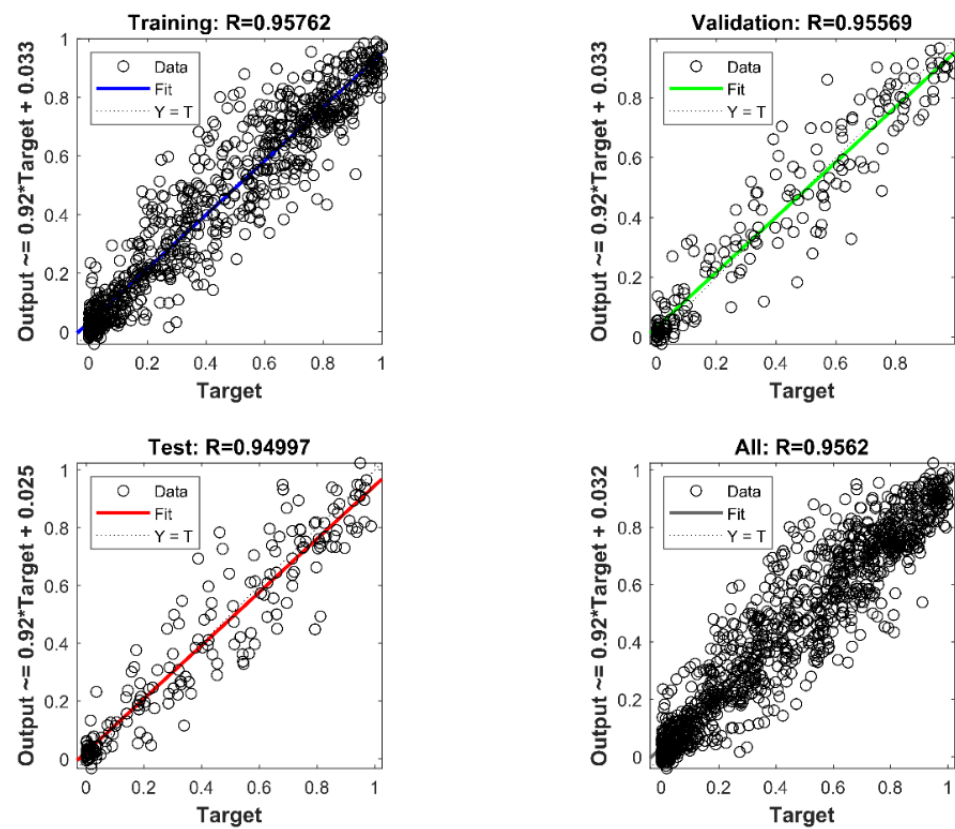 Training: R=0.95762
Output ~= 0.92*Target + 0.033
1
0.8
0.6
0.4
0.2
0
Data
Fit
Y = T
0
0.2
0.4
0.6
0.8
1
Target
Validation: R=0.95569
Output ~= 0.92*Target + 0.033
0.8
0.6
0.4
0.2
0
Data
Fit
Y = T
0
0.2
0.4
0.6
0.8
Target
Test: R=0.94997
Output ~= 0.92*Target + 0.025
1
0.8
0.6
0.4
0.2
0
Data
Fit
Y = T
0
0.2
0.4
0.6
0.8
1
Target
All: R=0.9562
Output ~= 0.92*Target + 0.032
1
0.8
0.6
0.4
0.2
0
Data
Fit
Y = T
0
0.2
0.4
0.6
0.8
1
Target